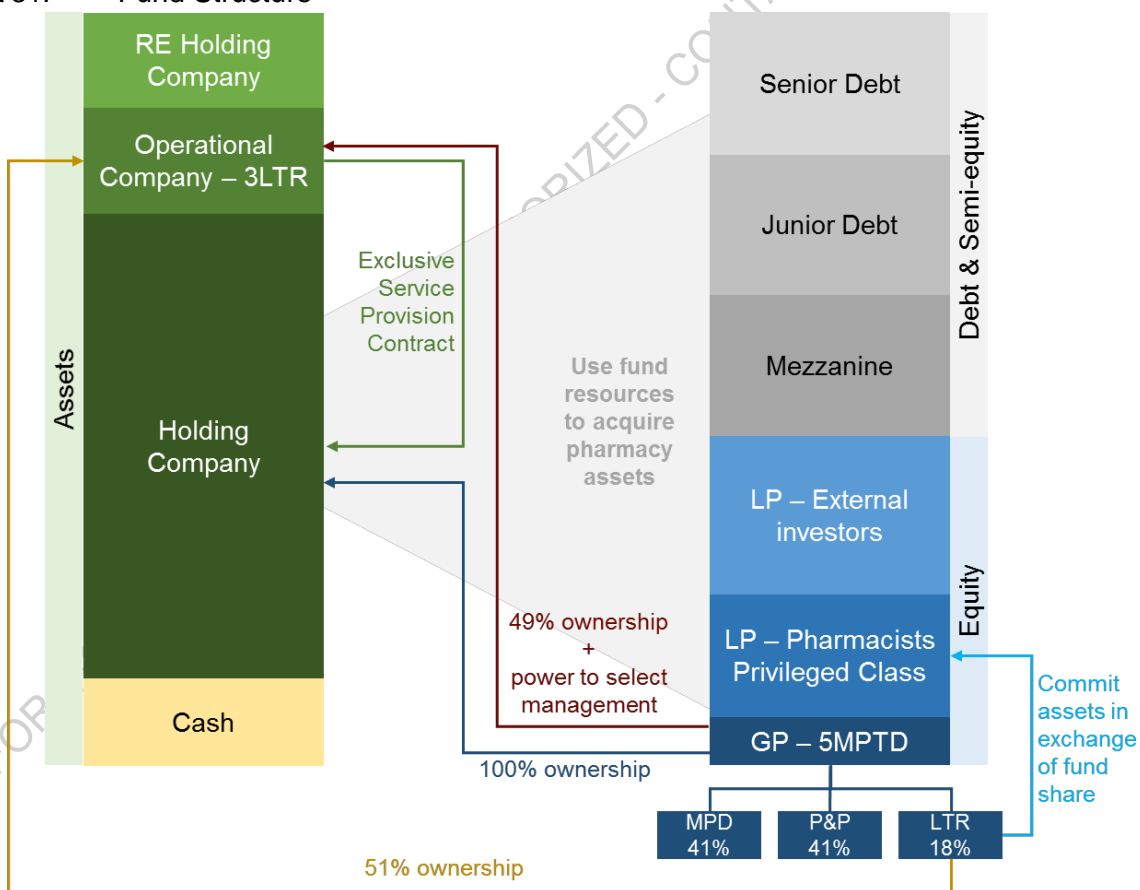 Fund Structure
RE Holding
Company
Operational
Company – 3LTR
Holding
Company
Cash
Assets
Exclusive
Service
Provision
Contract
Use fund
resources
to acquire
pharmacy
assets
49% ownership
+
power to select
management
100% ownership
51% ownership
Senior Debt
Junior Debt
Mezzanine
LP – External
investors
LP – Pharmacists
Privileged Class
GP – 5MPTD
Debt & Semi-equity
Equity
MPD
41%
P&P
41%
LTR
18%
Commit
assets in
exchange
of fund
share